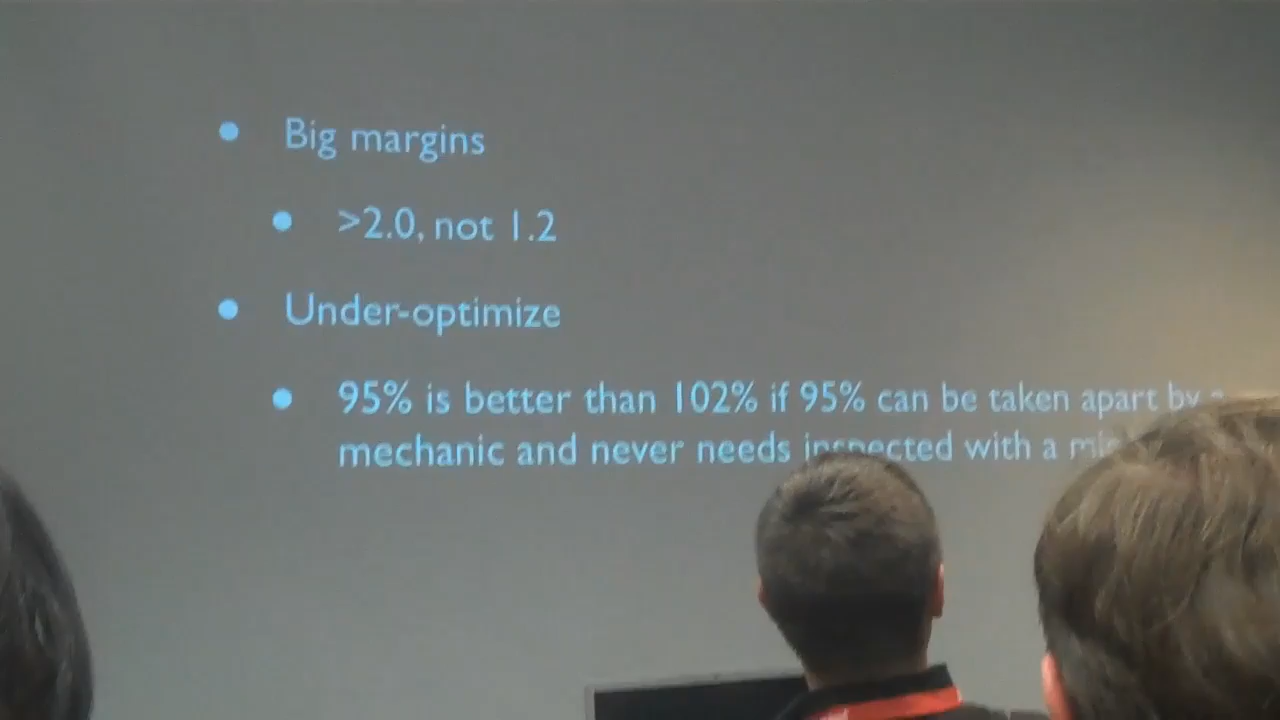 Big margins
>2.0, not 1.2
Under-optimize
95% is better than 102% if 95% can be taken apart by
mechanic and never needs inspected with a